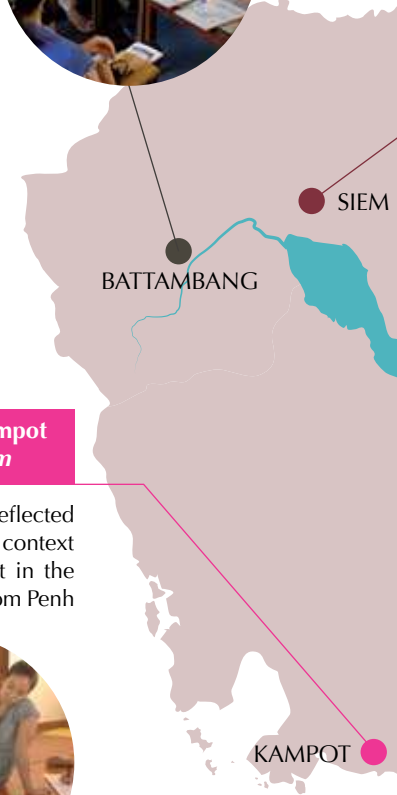 SIEM
BATTAMBANG
mpot
m
eflected
context
t in the
om Penh
KAMPOT